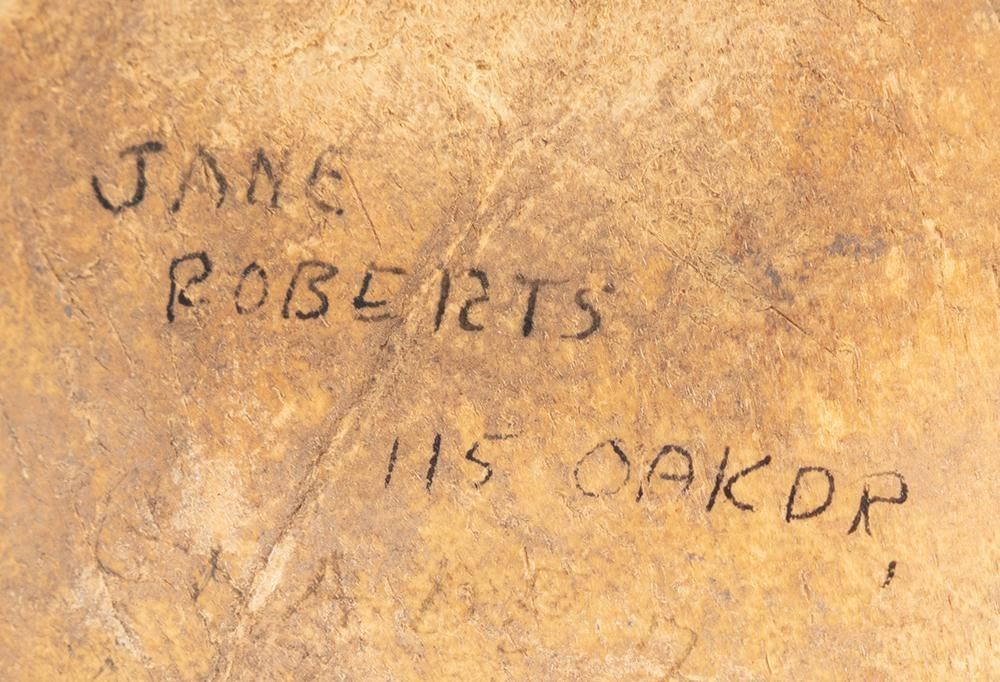 JANE
ROBERTS
115 OAKDR,